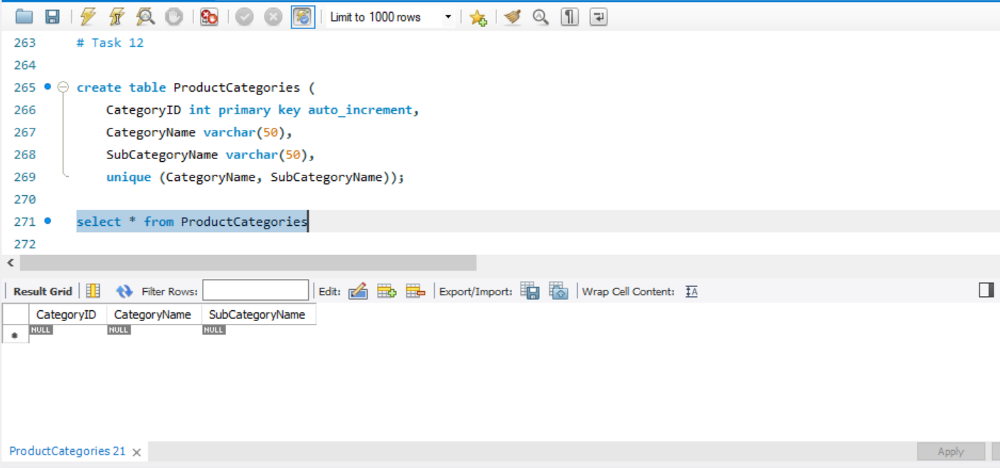 Limit to 1000 rows
263 # Task 12
264
265 create table ProductCategories (
266 CategoryID int primary key auto_increment,
267 CategoryName varchar(50),
268 SubCategoryName varchar(50),
269 unique (CategoryName, SubCategoryName));
270
271 select * from ProductCategories
272
Result Grid Filter Rows: Edit: Export/Import: Wrap Cell Content: IA
CategoryID CategoryName SubCategoryName
* NULL NULL NULL
ProductCategories 21 × Apply